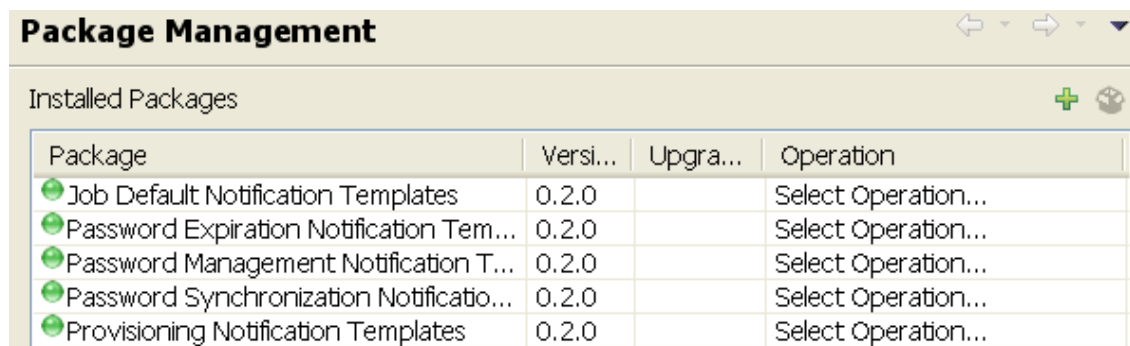 Package Management
Installed Packages
Package Versi... Upgra... Operation
Job Default Notification Templates 0.2.0 Select Operation...
Password Expiration Notification Tem... 0.2.0 Select Operation...
Password Management Notification T... 0.2.0 Select Operation...
Password Synchronization Notificatio... 0.2.0 Select Operation...
Provisioning Notification Templates 0.2.0 Select Operation...